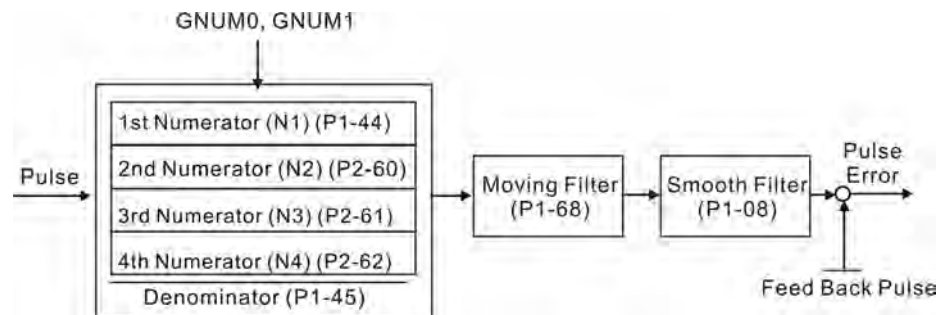 GNUM0, GNUM1
Pulse
1st Numerator (N1) (P1-44)
2nd Numerator (N2) (P2-60)
3rd Numerator (N3) (P2-61)
4th Numerator (N4) (P2-62)
Denominator (P1-45)
Moving Filter
(P1-68)
Smooth Filter
(P1-08)
Pulse
Error
Feed Back Pulse